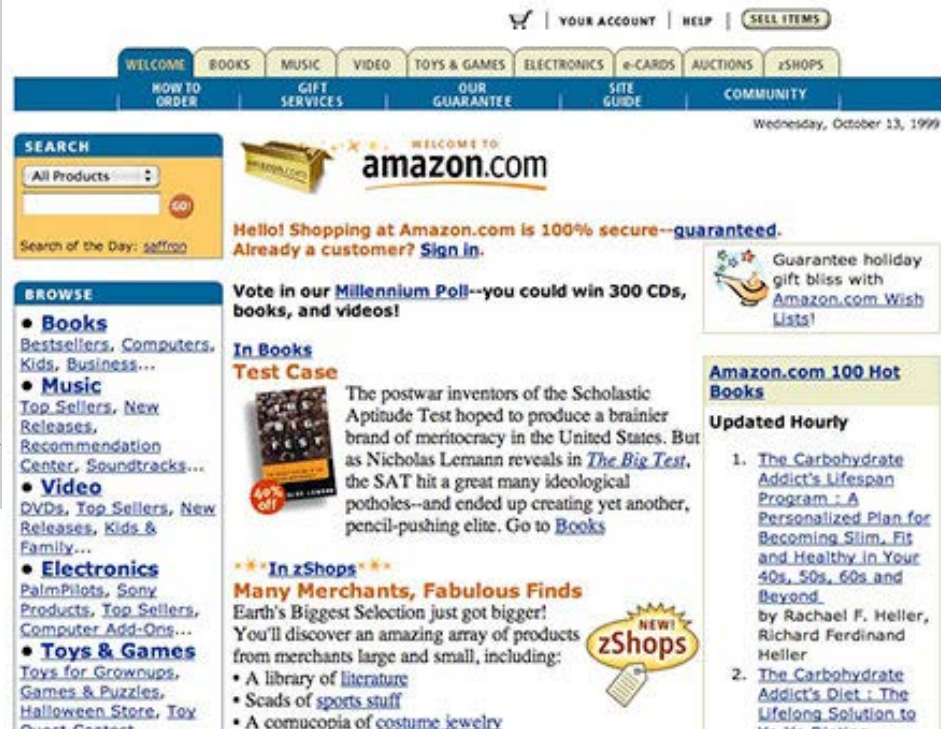 YOUR ACCOUNT | HELP | SELL ITEMS
WELCOME BOOKS MUSIC VIDEO TOYS & GAMES ELECTRONICS e-CARDS AUCTIONS zSHOPS
HOW TO ORDER
GIFT SERVICES
OUR GUARANTEE
SITE GUIDE
COMMUNITY
Wednesday, October 13, 1999
SEARCH
All Products
GO!
Search of the Day: saffron
BROWSE
• Books
Bestsellers, Computers,
Kids, Business...
• Music
Top Sellers, New
Releases,
Recommendation
Center, Soundtracks...
• Video
DVDs, Top Sellers, New
Releases, Kids &
Family...
• Electronics
PalmPilots, Sony
Products, Top Sellers,
Computer Add-Ons...
• Toys & Games
Toys for Grownups,
Games & Puzzles,
Halloween Store, Toy
WELCOME TO
amazon.com
Hello! Shopping at Amazon.com is 100% secure--guaranteed.
Already a customer? Sign in.
Vote in our Millennium Poll--you could win 300 CDs,
books, and videos!
In Books
Test Case
40%
off
The postwar inventors of the Scholastic
Aptitude Test hoped to produce a brainier
brand of meritocracy in the United States. But
as Nicholas Lemann reveals in The Big Test,
the SAT hit a great many ideological
potholes--and ended up creating yet another,
pencil-pushing elite. Go to Books
In zShops
Many Merchants, Fabulous Finds
Earth's Biggest Selection just got bigger!
You'll discover an amazing array of products
from merchants large and small, including:
• A library of literature
• Scads of sports stuff
• A cornucopia of costume jewelry
NEW!
zShops
Guarantee holiday
gift bliss with
Amazon.com Wish
Lists!
Amazon.com 100 Hot
Books
Updated Hourly
1. The Carbohydrate
Addict's Lifespan
Program : A
Personalized Plan for
Becoming Slim, Fit
and Healthy in Your
40s, 50s, 60s and
Beyond
by Rachael F. Heller,
Richard Ferdinand
Heller
2. The Carbohydrate
Addict's Diet : The
Lifelong Solution to